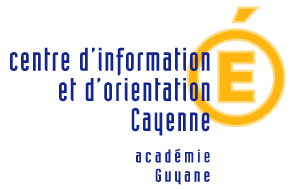 centre d'information
et d'orientation
Cayenne
É
académie
Guyane